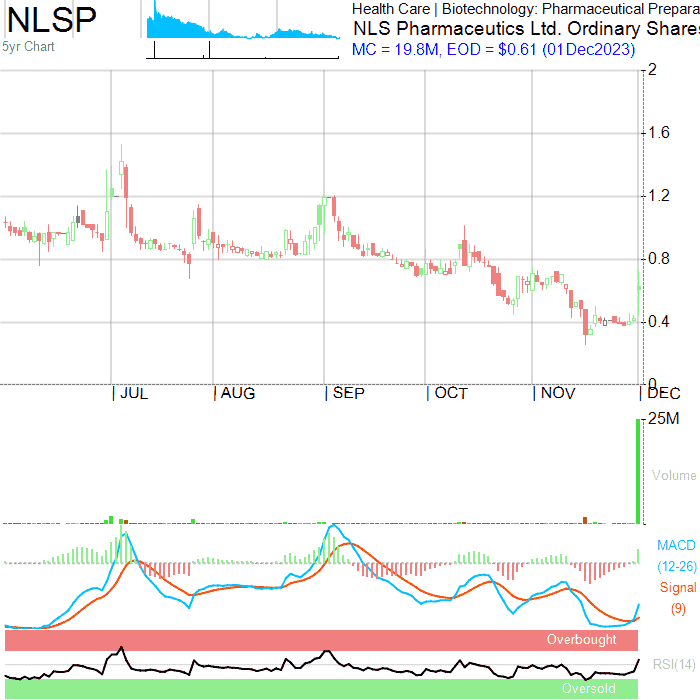 NLSP
5yr Chart
Health Care | Biotechnology: Pharmaceutical Prepara
NLS Pharmaceutics Ltd. Ordinary Shares
MC = 19.8M, EOD = $0.61 (01Dec2023)
2
1.6
1.2
0.8
0.4
0
JUL
AUG
SEP
OCT
NOV
DEC
25M
Volume
MACD
(12-26)
Signal
(9)
Overbought
RSI(14)
Oversold